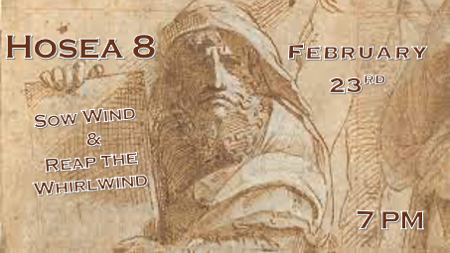 Hosea 8
Sow Wind
&
Reap the
Whirlwind
February
23rd
7 PM